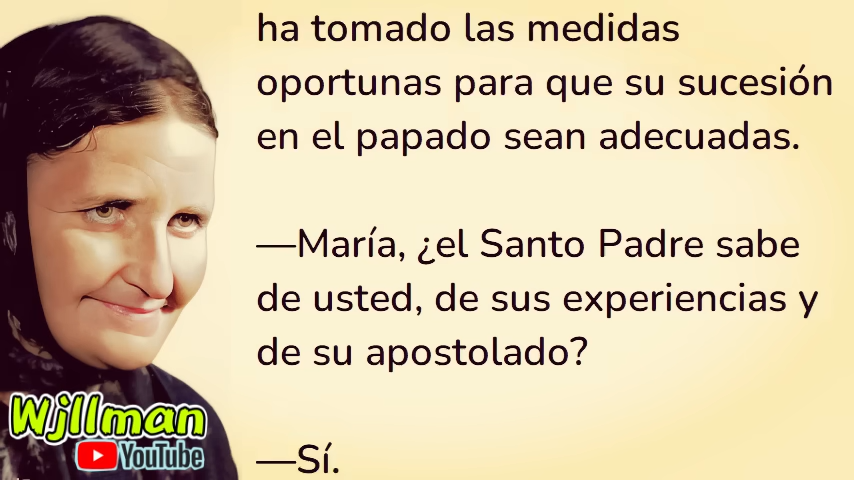 ha tomado las medidas
oportunas para que su sucesión
en el papado sean adecuadas.
—María, ¿el Santo Padre sabe
de usted, de sus experiencias y
de su apostolado?
—Sí.
Wjllman
YouTube